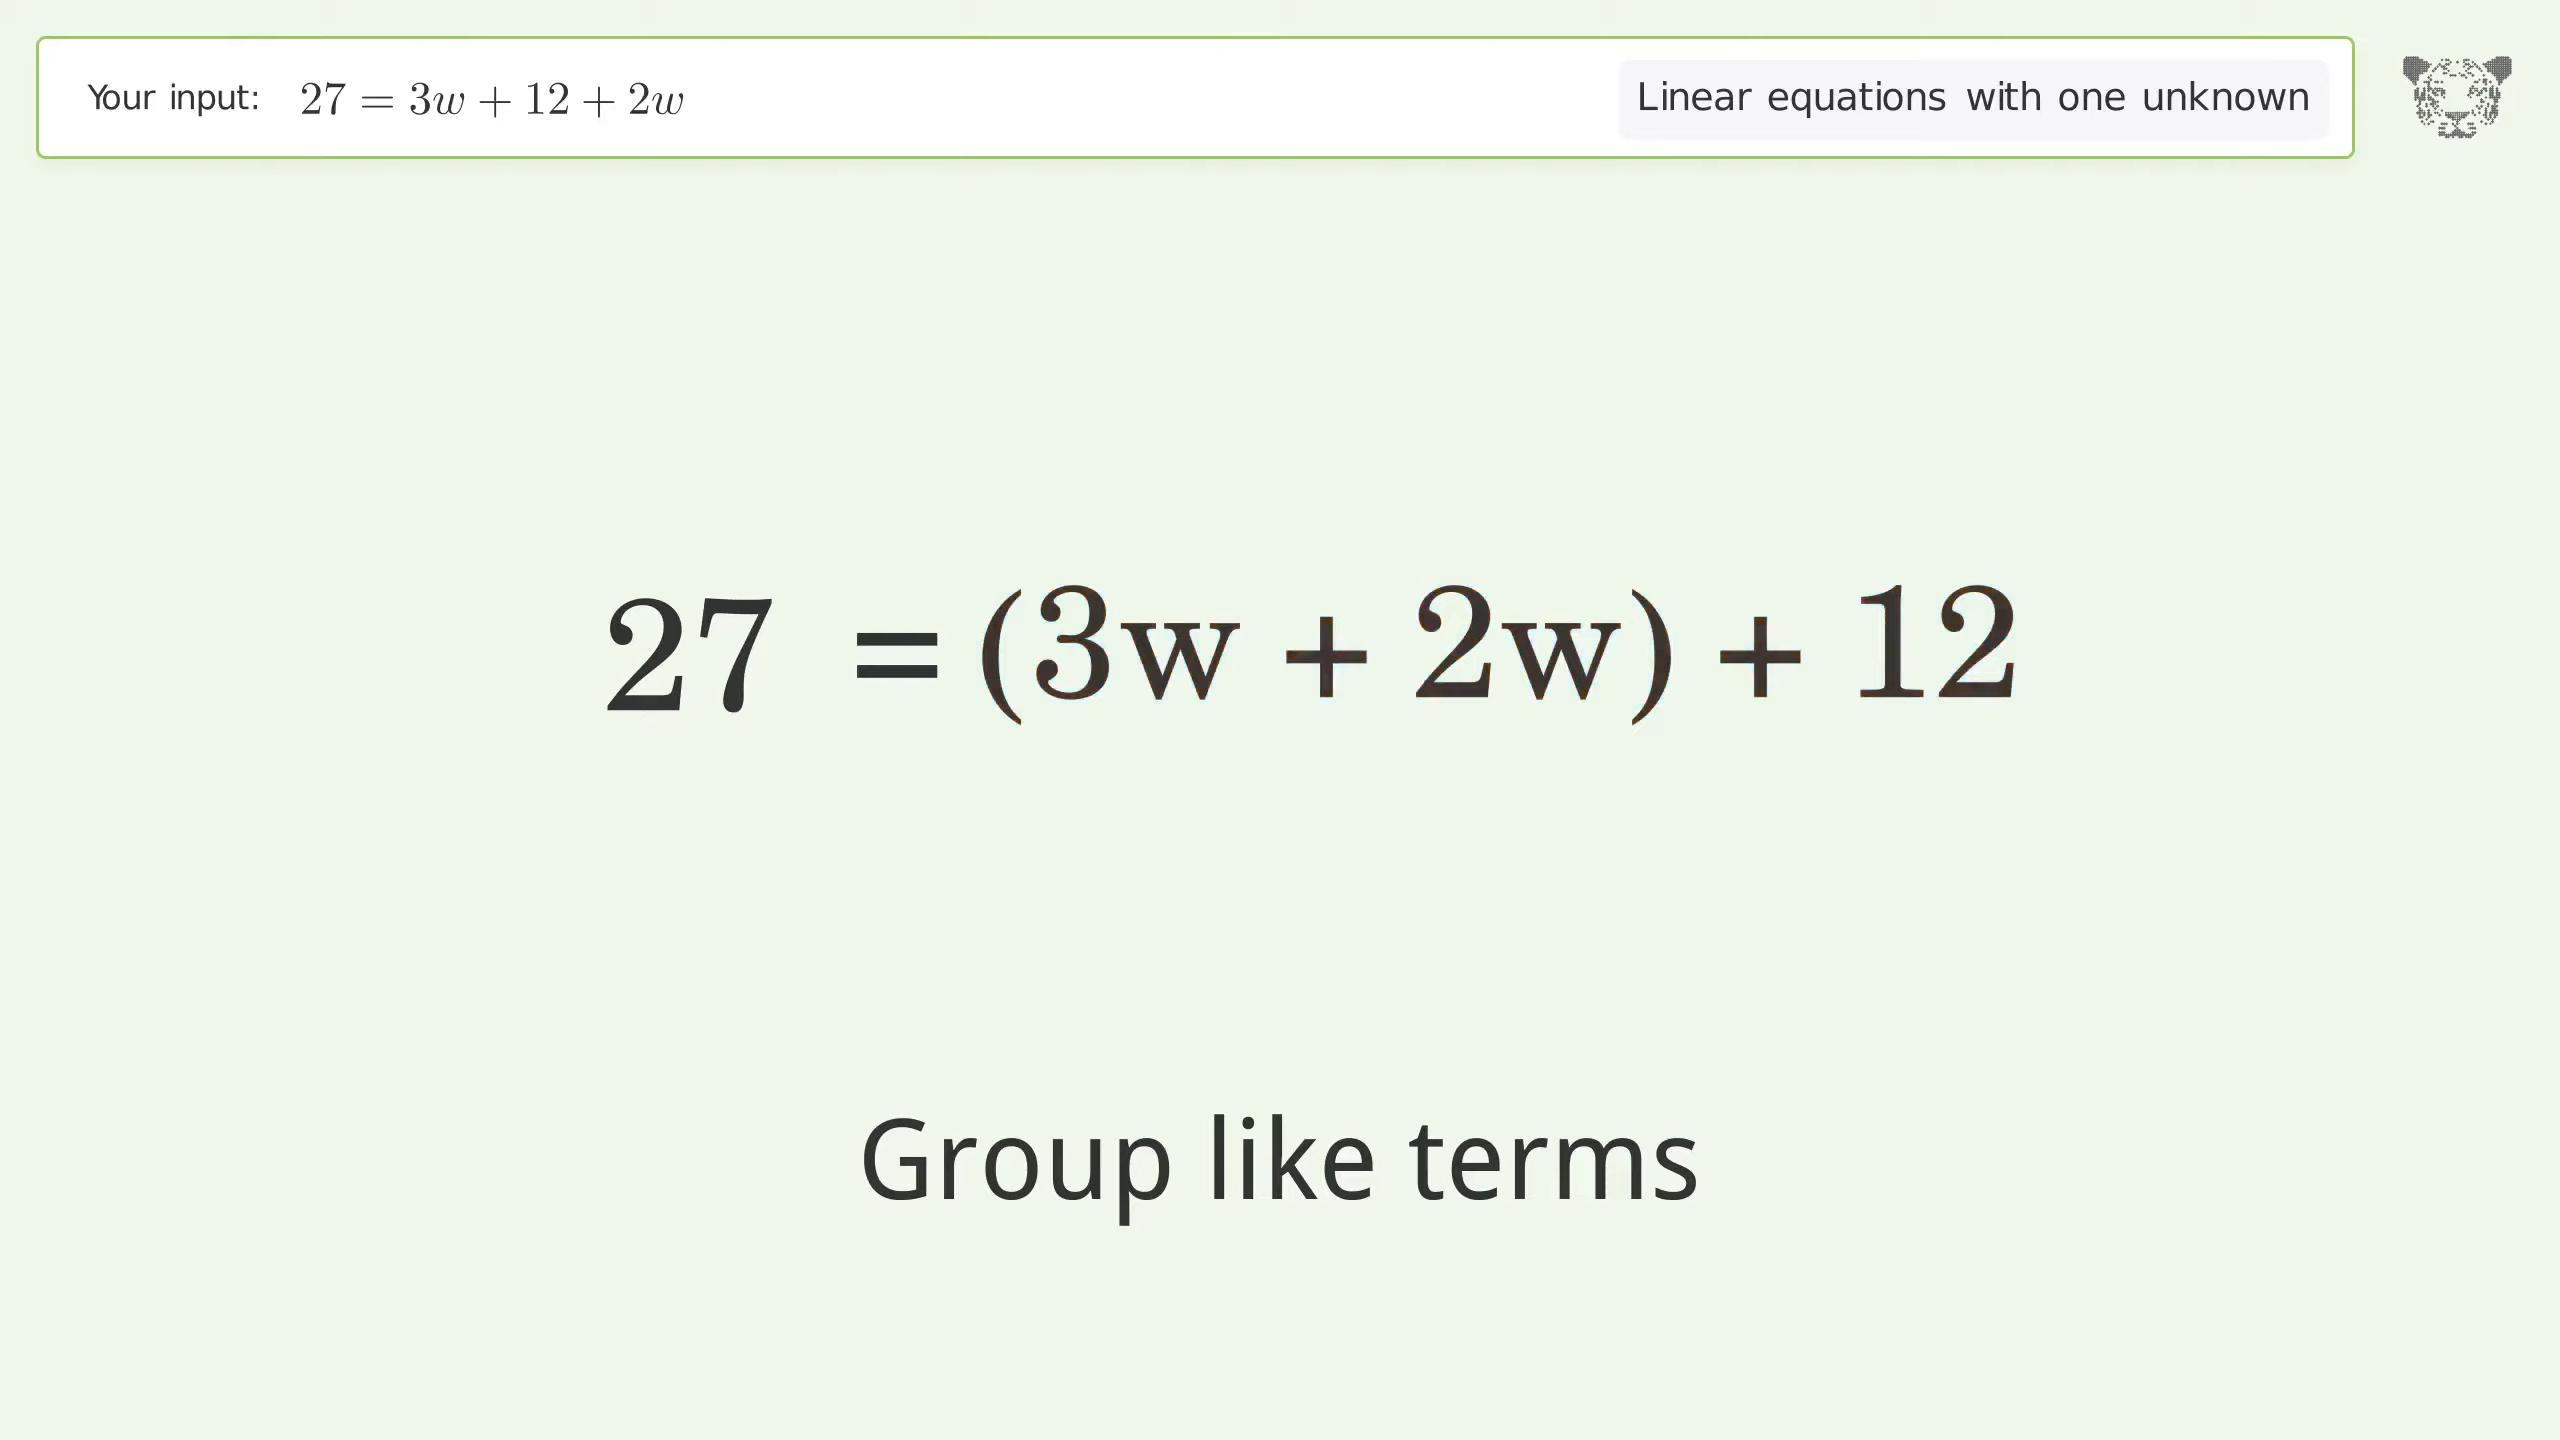 Your input: 27 = 3w + 12 + 2w
Linear equations with one unknown
27 = (3w + 2w) + 12
Group like terms